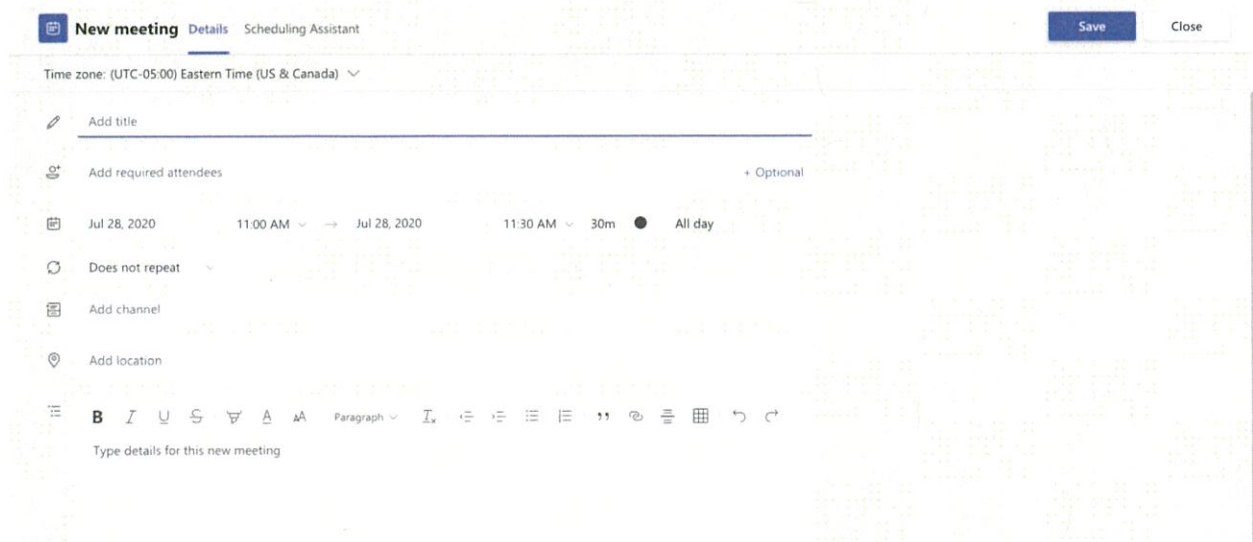 New meeting Details Scheduling Assistant Save Close
Time zone: (UTC-05:00) Eastern Time (US & Canada)
Add title
Add required attendees + Optional
Jul 28, 2020 11:00 AM → Jul 28, 2020 11:30 AM 30m All day
Does not repeat
Add channel
Add location
B I U S A AA Paragraph Ix
Type details for this new meeting